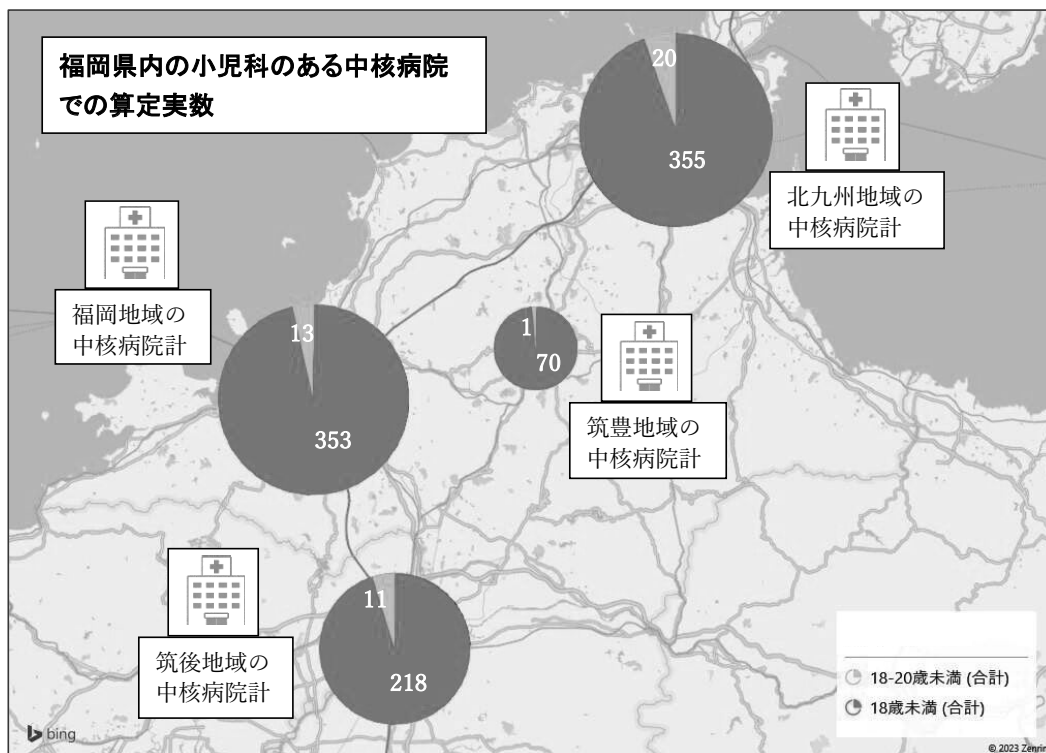 福岡県内の小児科のある中核病院
での算定実数
20
355
北九州地域の
中核病院計
福岡地域の
中核病院計
13
353
1
70
筑豊地域の
中核病院計
筑後地域の
中核病院計
11
218
18-20歳未満 (合計)
18歳未満 (合計)
bing
© 2023 Zenrin